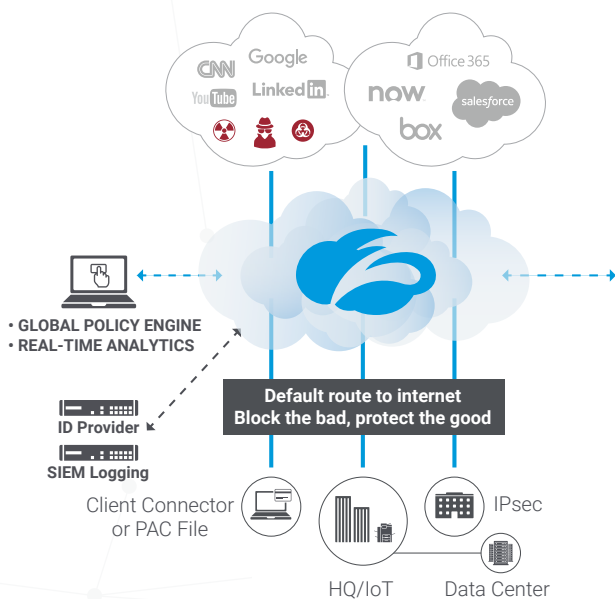 CNN
Google
YouTube
Linked in
Office 365
now
salesforce
box
• GLOBAL POLICY ENGINE
• REAL-TIME ANALYTICS
Default route to internet
Block the bad, protect the good
ID Provider
SIEM Logging
Client Connector
or PAC File
IPsec
HQ/IoT
Data Center